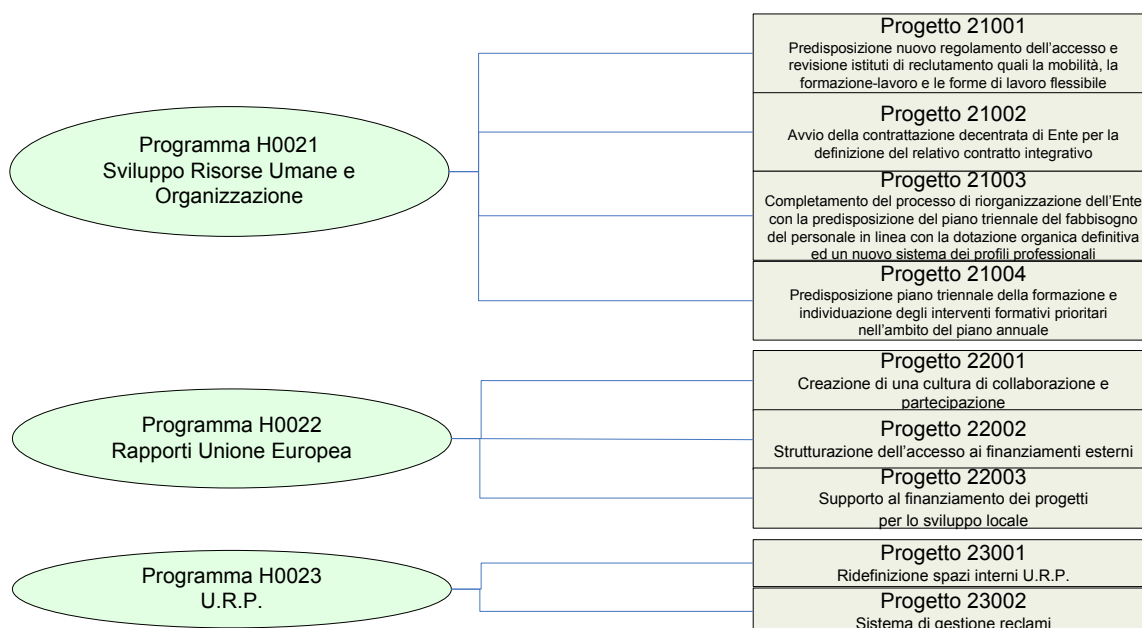 Programma H0021
Sviluppo Risorse Umane e
Organizzazione
Progetto 21001
Predisposizione nuovo regolamento dell'accesso e
revisione istituti di reclutamento quali la mobilità, la
formazione-lavoro e le forme di lavoro flessibile
Progetto 21002
Avvio della contrattazione decentrata di Ente per la
definizione del relativo contratto integrativo
Progetto 21003
Completamento del processo di riorganizzazione dell'Ente
con la predisposizione del piano triennale del fabbisogno
del personale in linea con la dotazione organica definitiva
ed un nuovo sistema dei profili professionali
Progetto 21004
Predisposizione piano triennale della formazione e
individuazione degli interventi formativi prioritari
nell'ambito del piano annuale
Programma H0022
Rapporti Unione Europea
Progetto 22001
Creazione di una cultura di collaborazione e
partecipazione
Progetto 22002
Strutturazione dell'accesso ai finanziamenti esterni
Progetto 22003
Supporto al finanziamento dei progetti
per lo sviluppo locale
Programma H0023
U.R.P.
Progetto 23001
Ridefinizione spazi interni U.R.P.
Progetto 23002
Sistema di gestione reclami